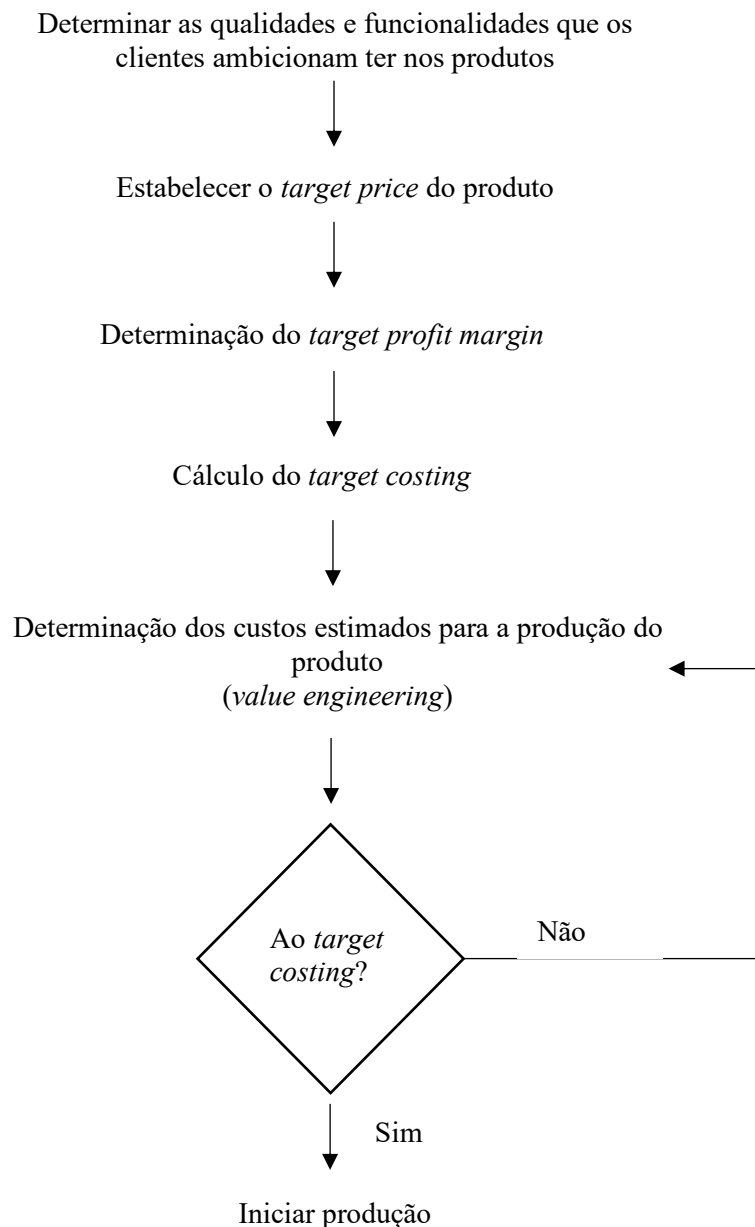 Determinar as qualidades e funcionalidades que os
clientes ambicionam ter nos produtos
Estabelecer o target price do produto
Determinação do target profit margin
Cálculo do target costing
Determinação dos custos estimados para a produção do
produto
(value engineering)
Ao target
costing?
Não
Sim
Iniciar produção